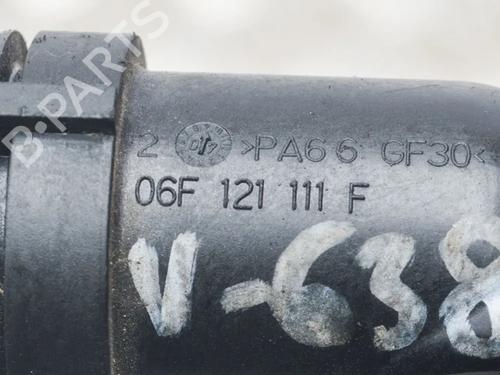 B-PARTS
2 >PA66 GF30<
06F 121 111 F
V-638